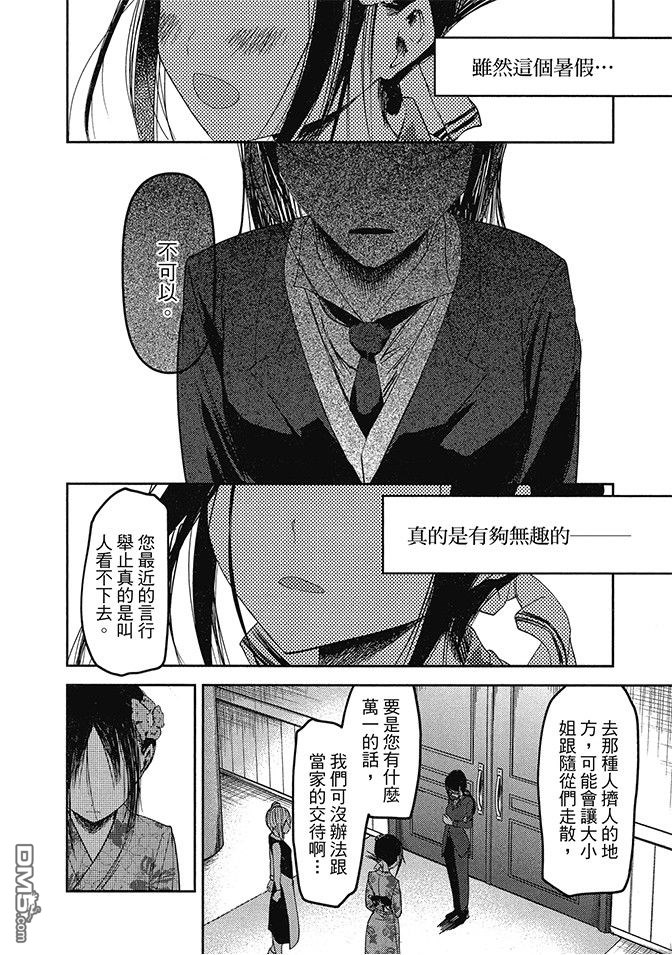 雖然這個暑假…
不可以。
真的是有夠無趣的——
您最近的言行
舉止真的是叫
人看不下去。
去那種人擠人的地
方，可能會讓大小
姐跟隨從們走散，
要是您有什麼
萬一的話，
我們可沒辦法跟
當家的交待啊…
DM5.com